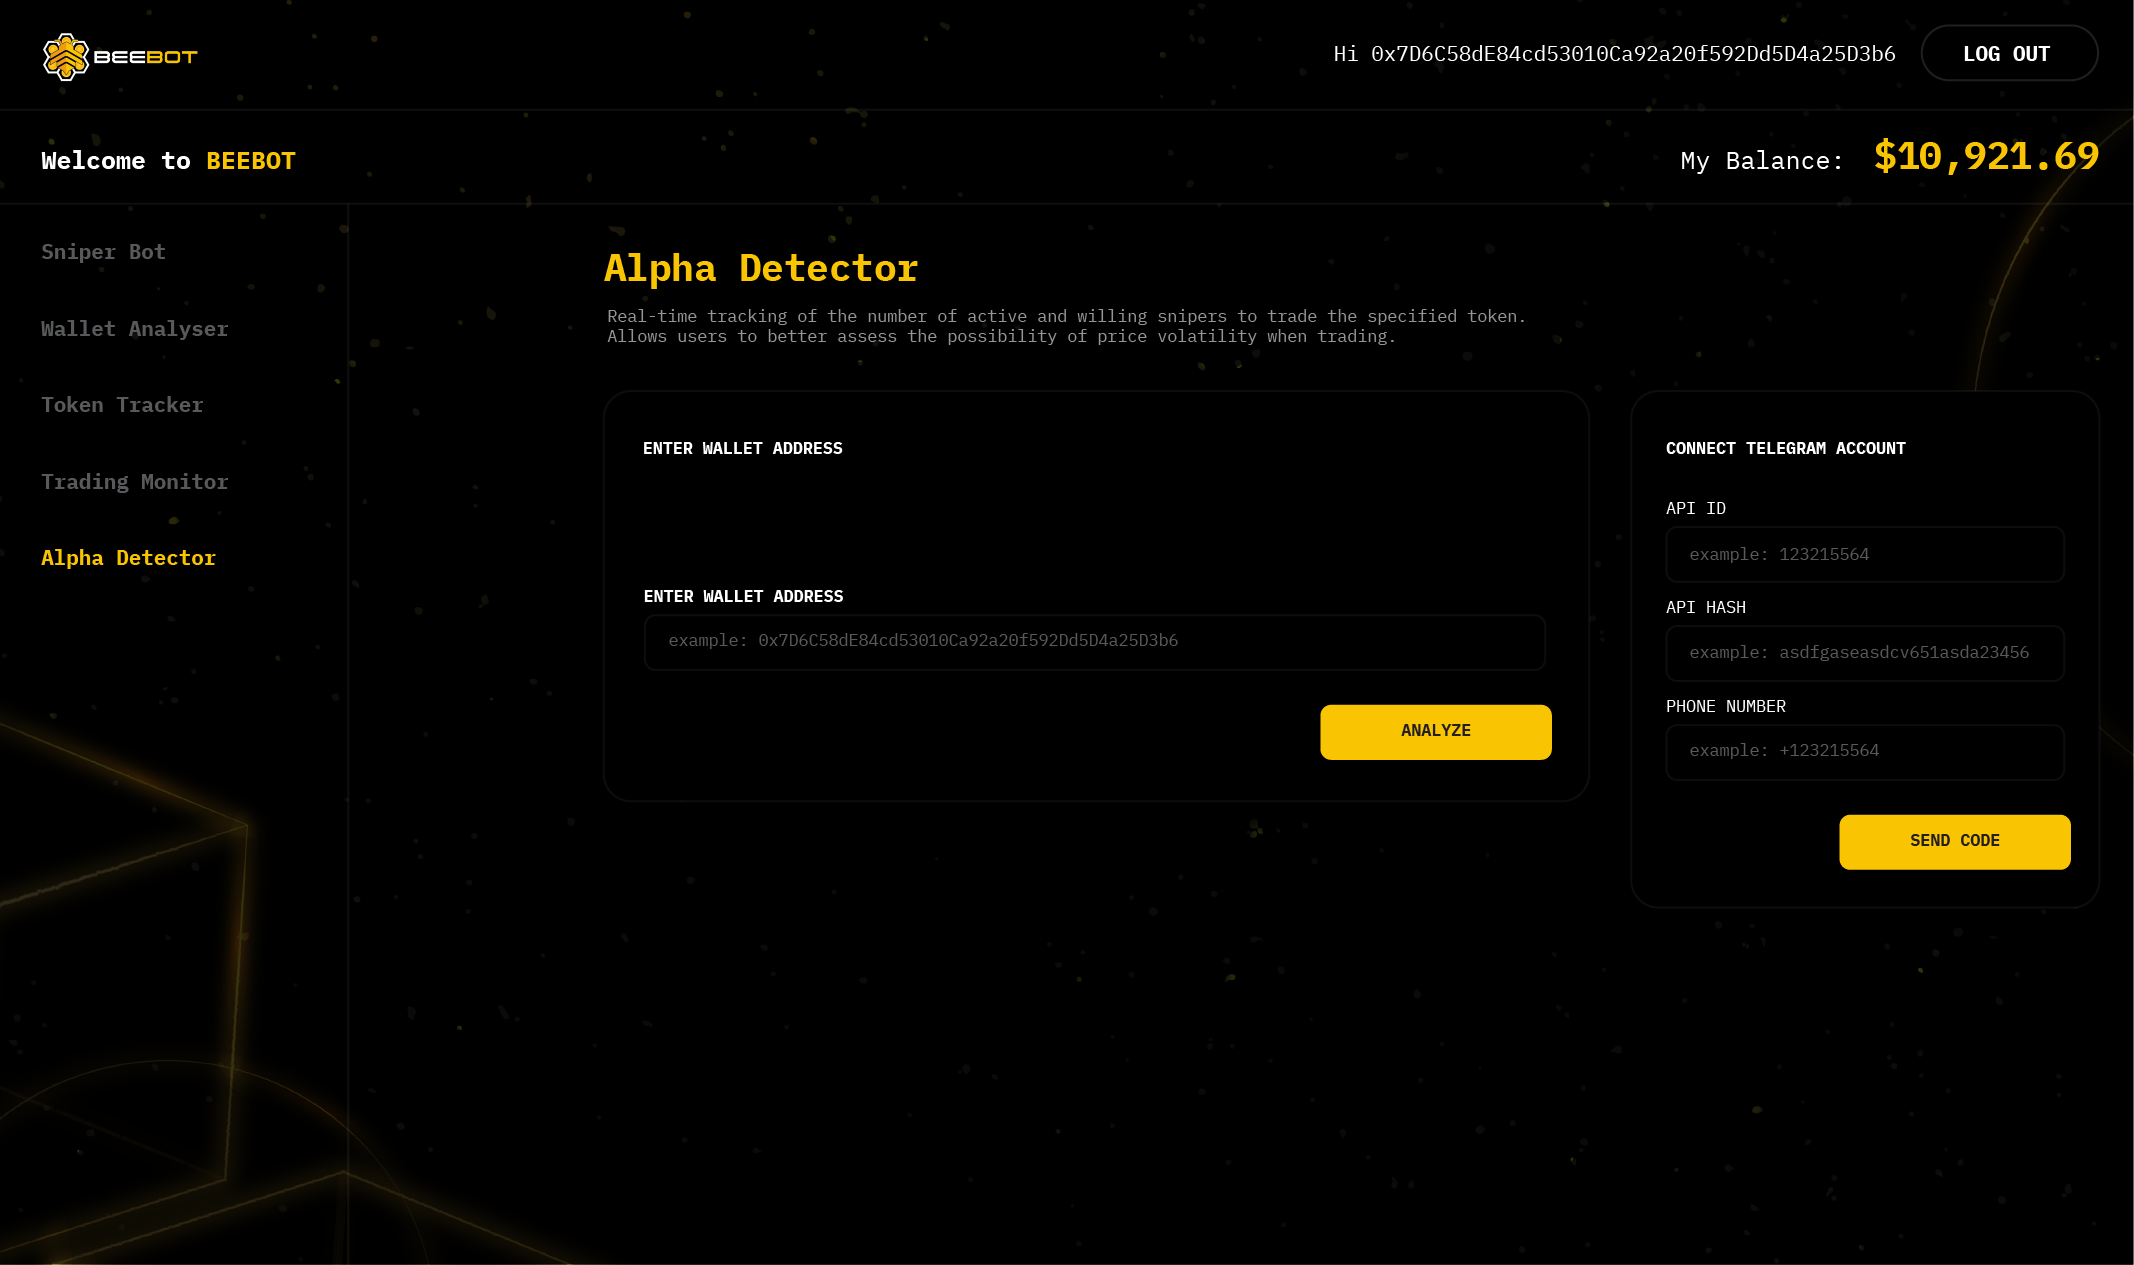 BEEBOT
Hi 0x7D6C58dE84cd53010Ca92a20f592Dd5D4a25D3b6
LOG OUT
Welcome to BEEBOT
My Balance: $10,921.69
Sniper Bot
Wallet Analyser
Token Tracker
Trading Monitor
Alpha Detector
Alpha Detector
Real-time tracking of the number of active and willing snipers to trade the specified token.
Allows users to better assess the possibility of price volatility when trading.
ENTER WALLET ADDRESS
ENTER WALLET ADDRESS
example: 0x7D6C58dE84cd53010Ca92a20f592Dd5D4a25D3b6
ANALYZE
CONNECT TELEGRAM ACCOUNT
API ID
example: 123215564
API HASH
example: asdfgaseasdcv651asda23456
PHONE NUMBER
example: +123215564
SEND CODE